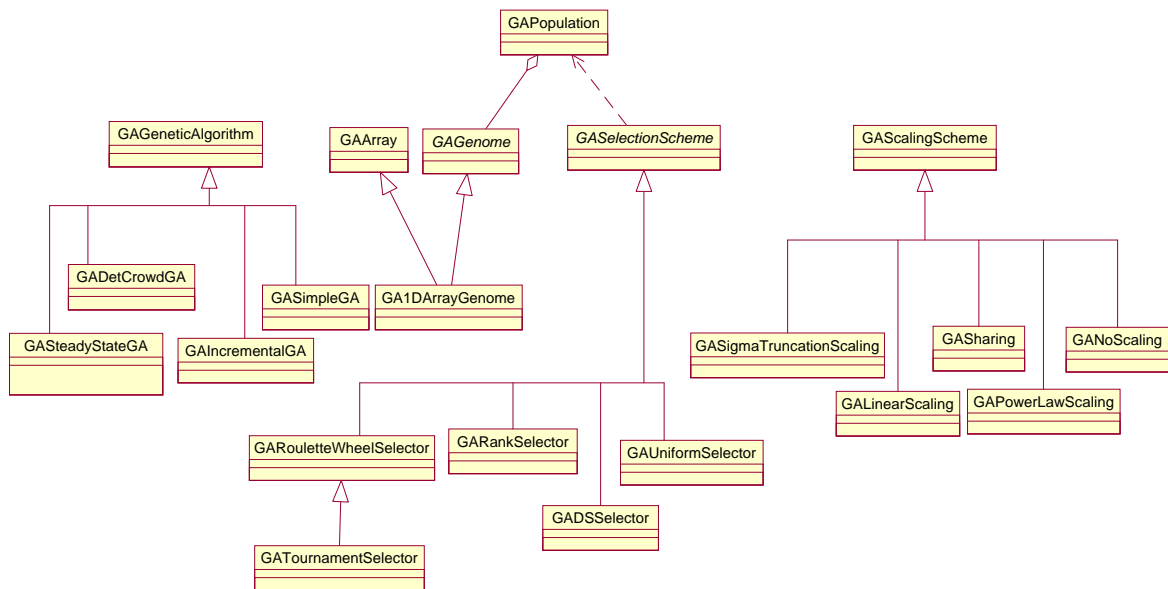 GAPopulation
GAGeneticAlgorithm
GAArray
GAGenome
GASelectionScheme
GAScalingScheme
GADetCrowdGA
GASimpleGA
GA1DArrayGenome
GASteadyStateGA
GAIncrementalGA
GASigmaTruncationScaling
GASharing
GANoScaling
GALinearScaling
GAPowerLawScaling
GARouletteWheelSelector
GARankSelector
GAUniformSelector
GADSSelector
GATournamentSelector